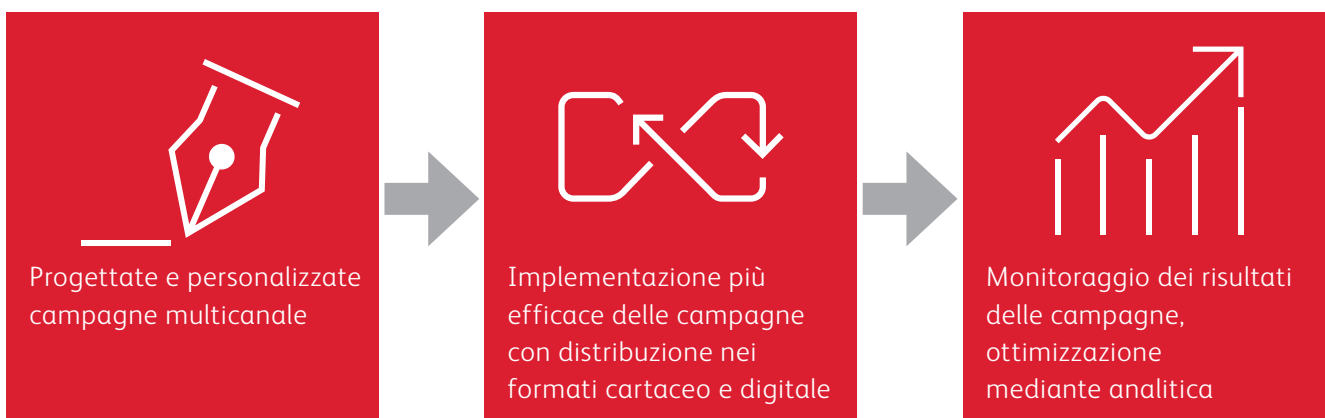 Progettate e personalizzate
campagne multicanale
Implementazione più
efficace delle campagne
con distribuzione nei
formati cartaceo e digitale
Monitoraggio dei risultati
delle campagne,
ottimizzazione
mediante analitica